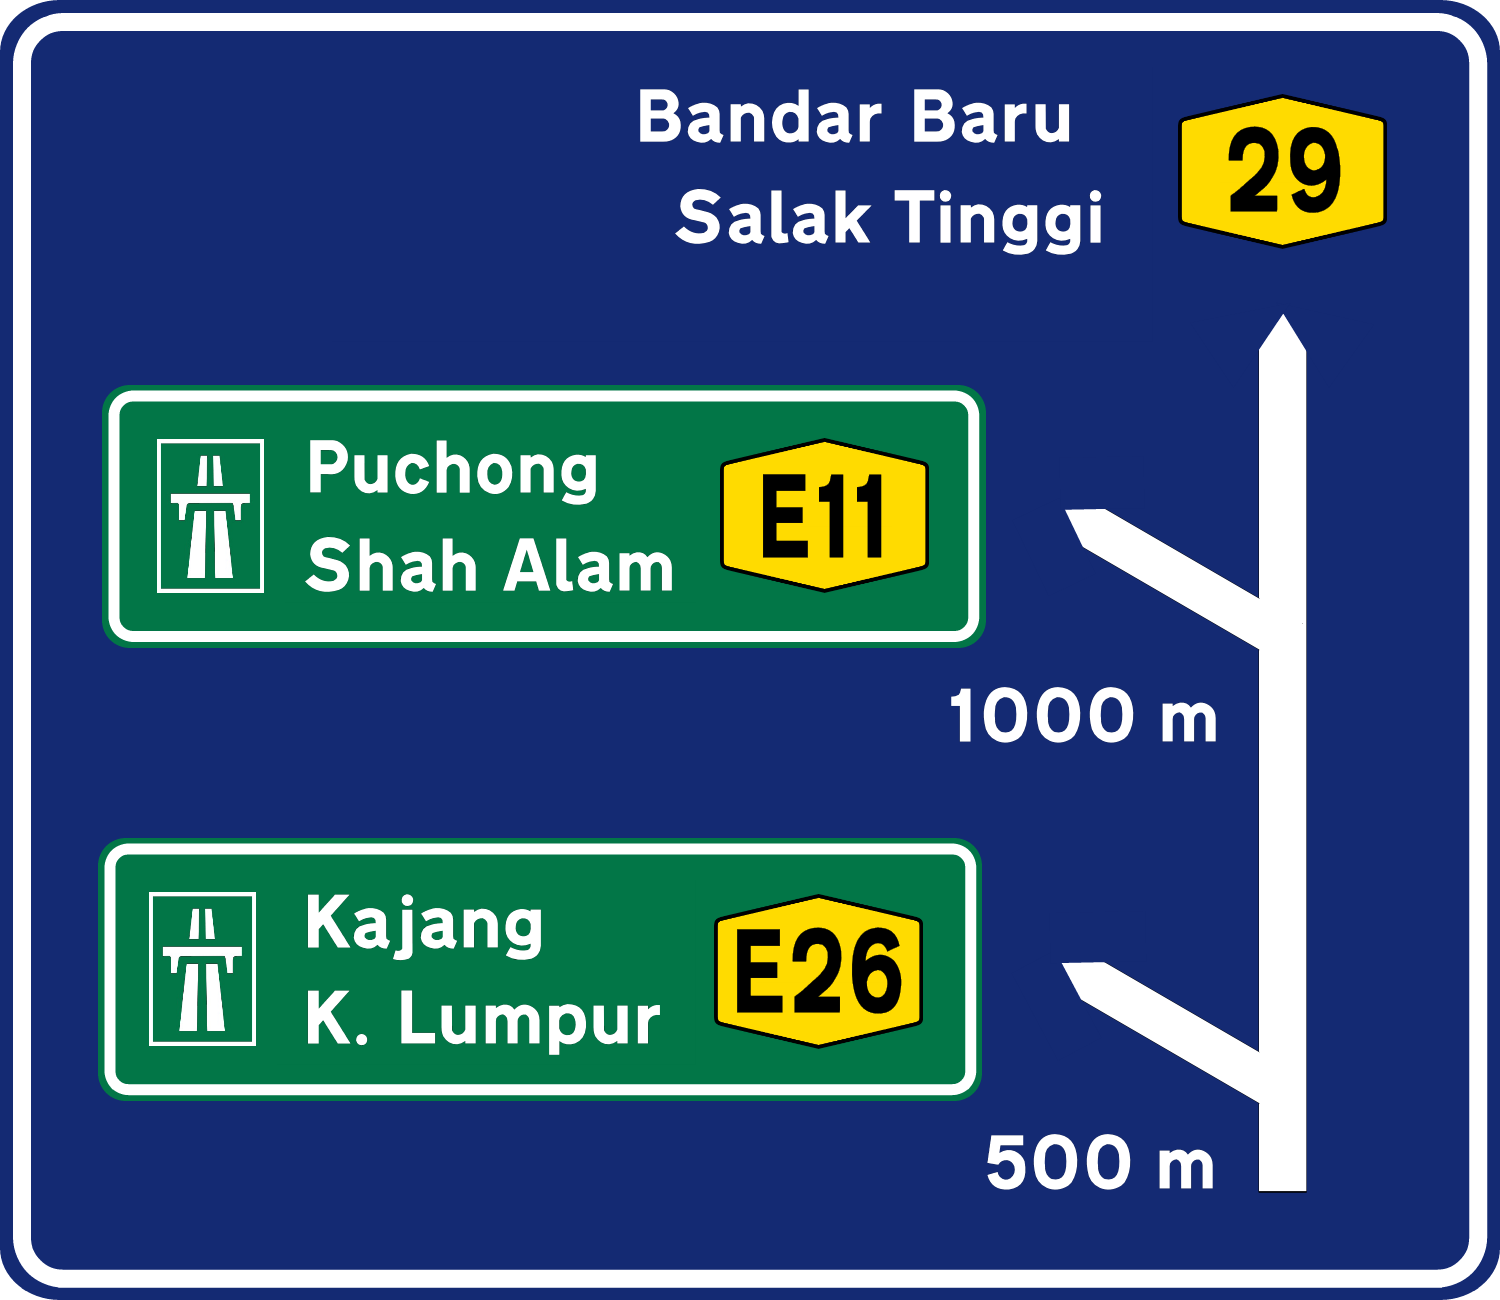 Bandar Baru
Salak Tinggi
29
Puchong
Shah Alam
E11
1000 m
Kajang
K. Lumpur
E26
500 m